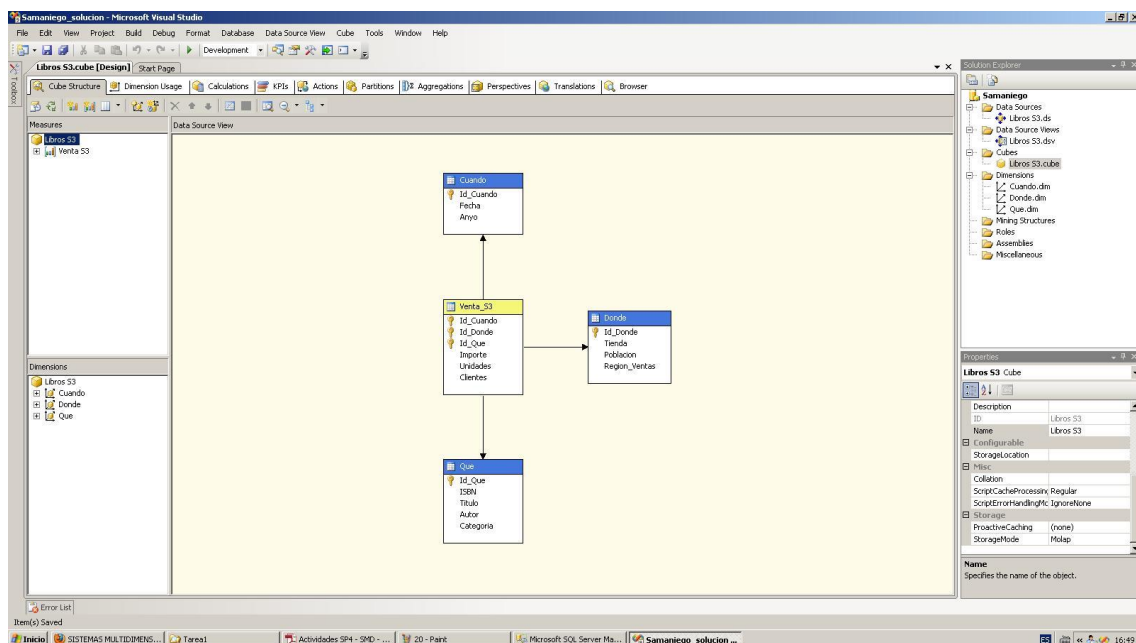 Samaniego_solucion - Microsoft Visual Studio
File Edit View Project Build Debug Format Database Data Source View Cube Tools Window Help
Development
Libros S3.cube [Design] Start Page
Cube Structure Dimension Usage Calculations KPIs Actions Partitions Aggregations Perspectives Translations Browser
Toolbox
Measures
Libros S3
Venta S3
Dimensions
Libros S3
Cuando
Donde
Que
Data Source View
Cuando
Id_Cuando
Fecha
Anyo
Venta_S3
Id_Cuando
Id_Donde
Id_Que
Importe
Unidades
Clientes
Donde
Id_Donde
Tienda
Poblacion
Region_Ventas
Que
Id_Que
ISBN
Titulo
Autor
Categoria
Solution Explorer
Samaniego
Data Sources
Libros S3.ds
Data Source Views
Libros S3.dsv
Cubes
Libros S3.cube
Dimensions
Cuando.dim
Donde.dim
Que.dim
Mining Structures
Roles
Assemblies
Miscellaneous
Properties
Libros S3 Cube
Description
ID Libros S3
Name Libros S3
Configurable
StorageLocation
Misc
Collation
ScriptCacheProcessin Regular
ScriptErrorHandlingMc IgnoreNone
Storage
ProactiveCaching (none)
StorageMode Molap
Name
Specifies the name of the object.
Error List
Item(s) Saved
Inicio SISTEMAS MULTIDIMENS... Tarea1 Actividades SP4 - SMD - ... 20 - Paint Microsoft SQL Server Ma... Samaniego_solucion ... ES 16:49